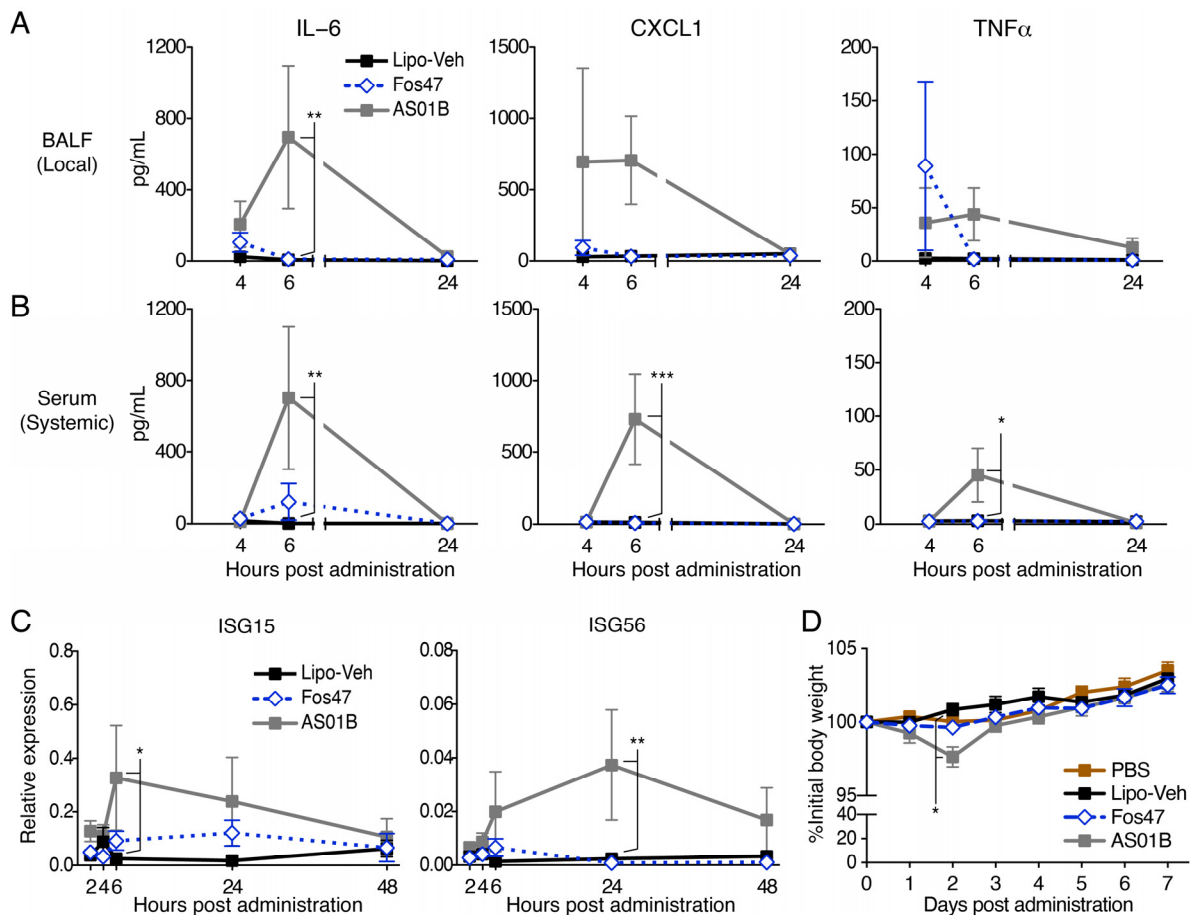 A
IL−6
CXCL1
TNFα
BALF
(Local)
pg/mL
1200
800
400
0
4
6
24
Lipo-Veh
Fos47
AS01B
**
1500
1000
500
0
4
6
24
200
150
100
50
0
4
6
24
B
Serum
(Systemic)
pg/mL
1200
800
400
0
4
6
24
**
Hours post administration
1500
1000
500
0
4
6
24
***
Hours post administration
200
150
100
50
0
4
6
24
*
Hours post administration
C
ISG15
ISG56
Relative expression
0.8
0.6
0.4
0.2
0.0
2 4 6
24
48
Lipo-Veh
Fos47
AS01B
*
Hours post administration
0.08
0.06
0.04
0.02
0.00
2 4 6
24
48
**
Hours post administration
D
%Initial body weight
105
100
95
40
20
0
0 1 2 3 4 5 6 7
*
PBS
Lipo-Veh
Fos47
AS01B
Days post administration